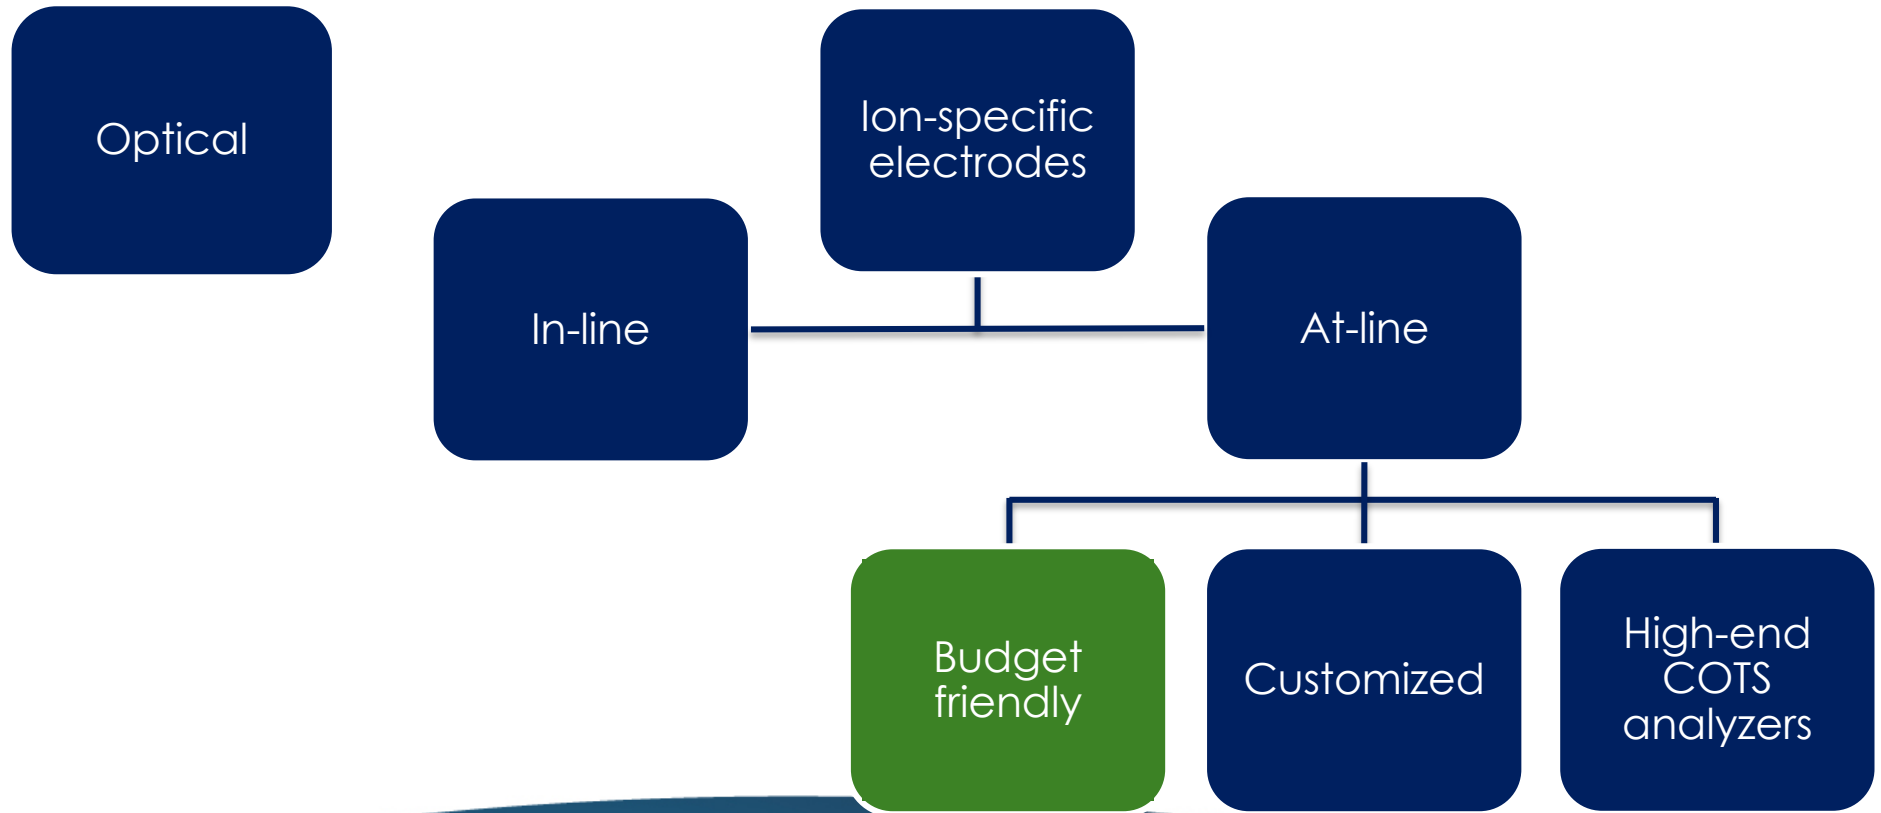 Optical
Ion-specific
electrodes
In-line
At-line
Budget
friendly
Customized
High-end
COTS
analyzers